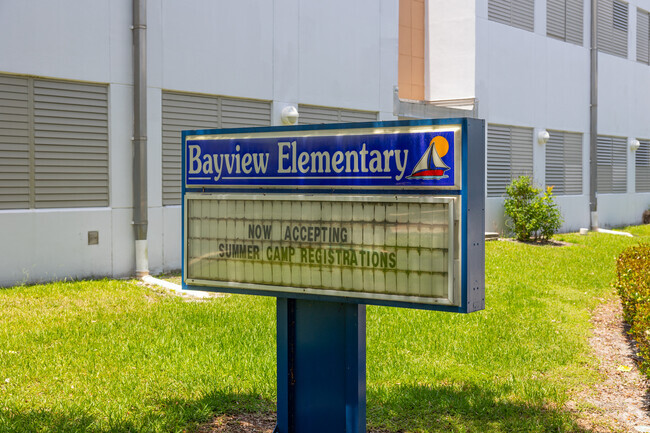 Bayview Elementary
NOW ACCEPTING
SUMMER CAMP REGISTRATIONS